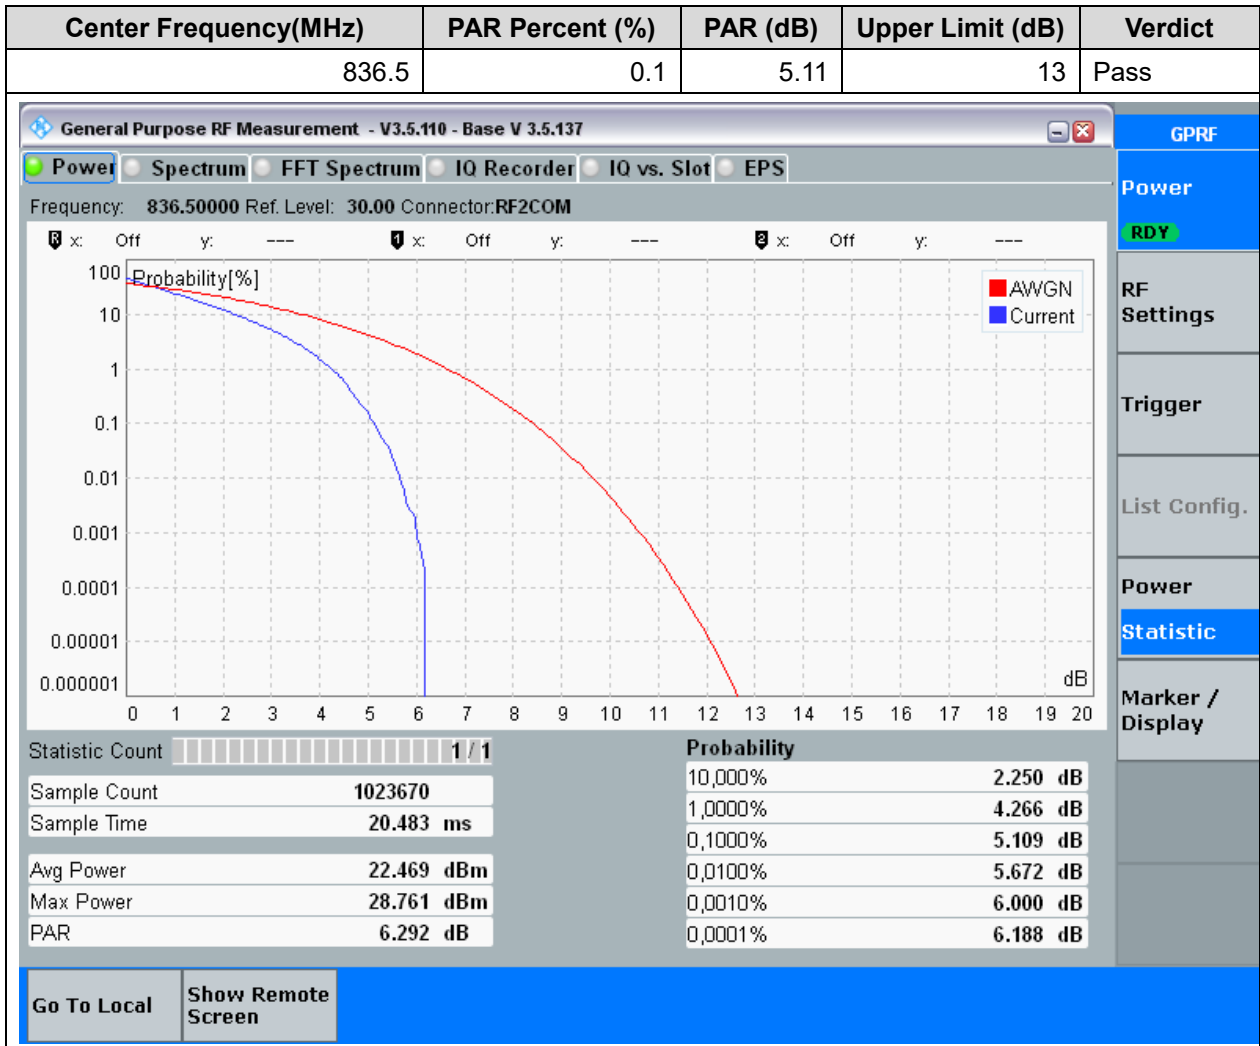 Center Frequency(MHz) PAR Percent (%) PAR (dB) Upper Limit (dB) Verdict
836.5 0.1 5.11 13 Pass
General Purpose RF Measurement - V3.5.110 - Base V 3.5.137
GPRF
Power Spectrum FFT Spectrum IQ Recorder IQ vs. Slot EPS
Power
RDY
Frequency: 836.50000 Ref. Level: 30.00 Connector:RF2COM
R x: Off y: --- 1 x: Off y: --- 2 x: Off y: ---
Probability[%]
100
10
1
0.1
0.01
0.001
0.0001
0.00001
0.000001
AWGN
Current
dB
0 1 2 3 4 5 6 7 8 9 10 11 12 13 14 15 16 17 18 19 20
RF
Settings
Trigger
List Config.
Power
Statistic
Marker /
Display
Statistic Count 1 / 1
Sample Count 1023670
Sample Time 20.483 ms
Avg Power 22.469 dBm
Max Power 28.761 dBm
PAR 6.292 dB
Probability
10,000% 2.250 dB
1,0000% 4.266 dB
0,1000% 5.109 dB
0,0100% 5.672 dB
0,0010% 6.000 dB
0,0001% 6.188 dB
Go To Local
Show Remote
Screen